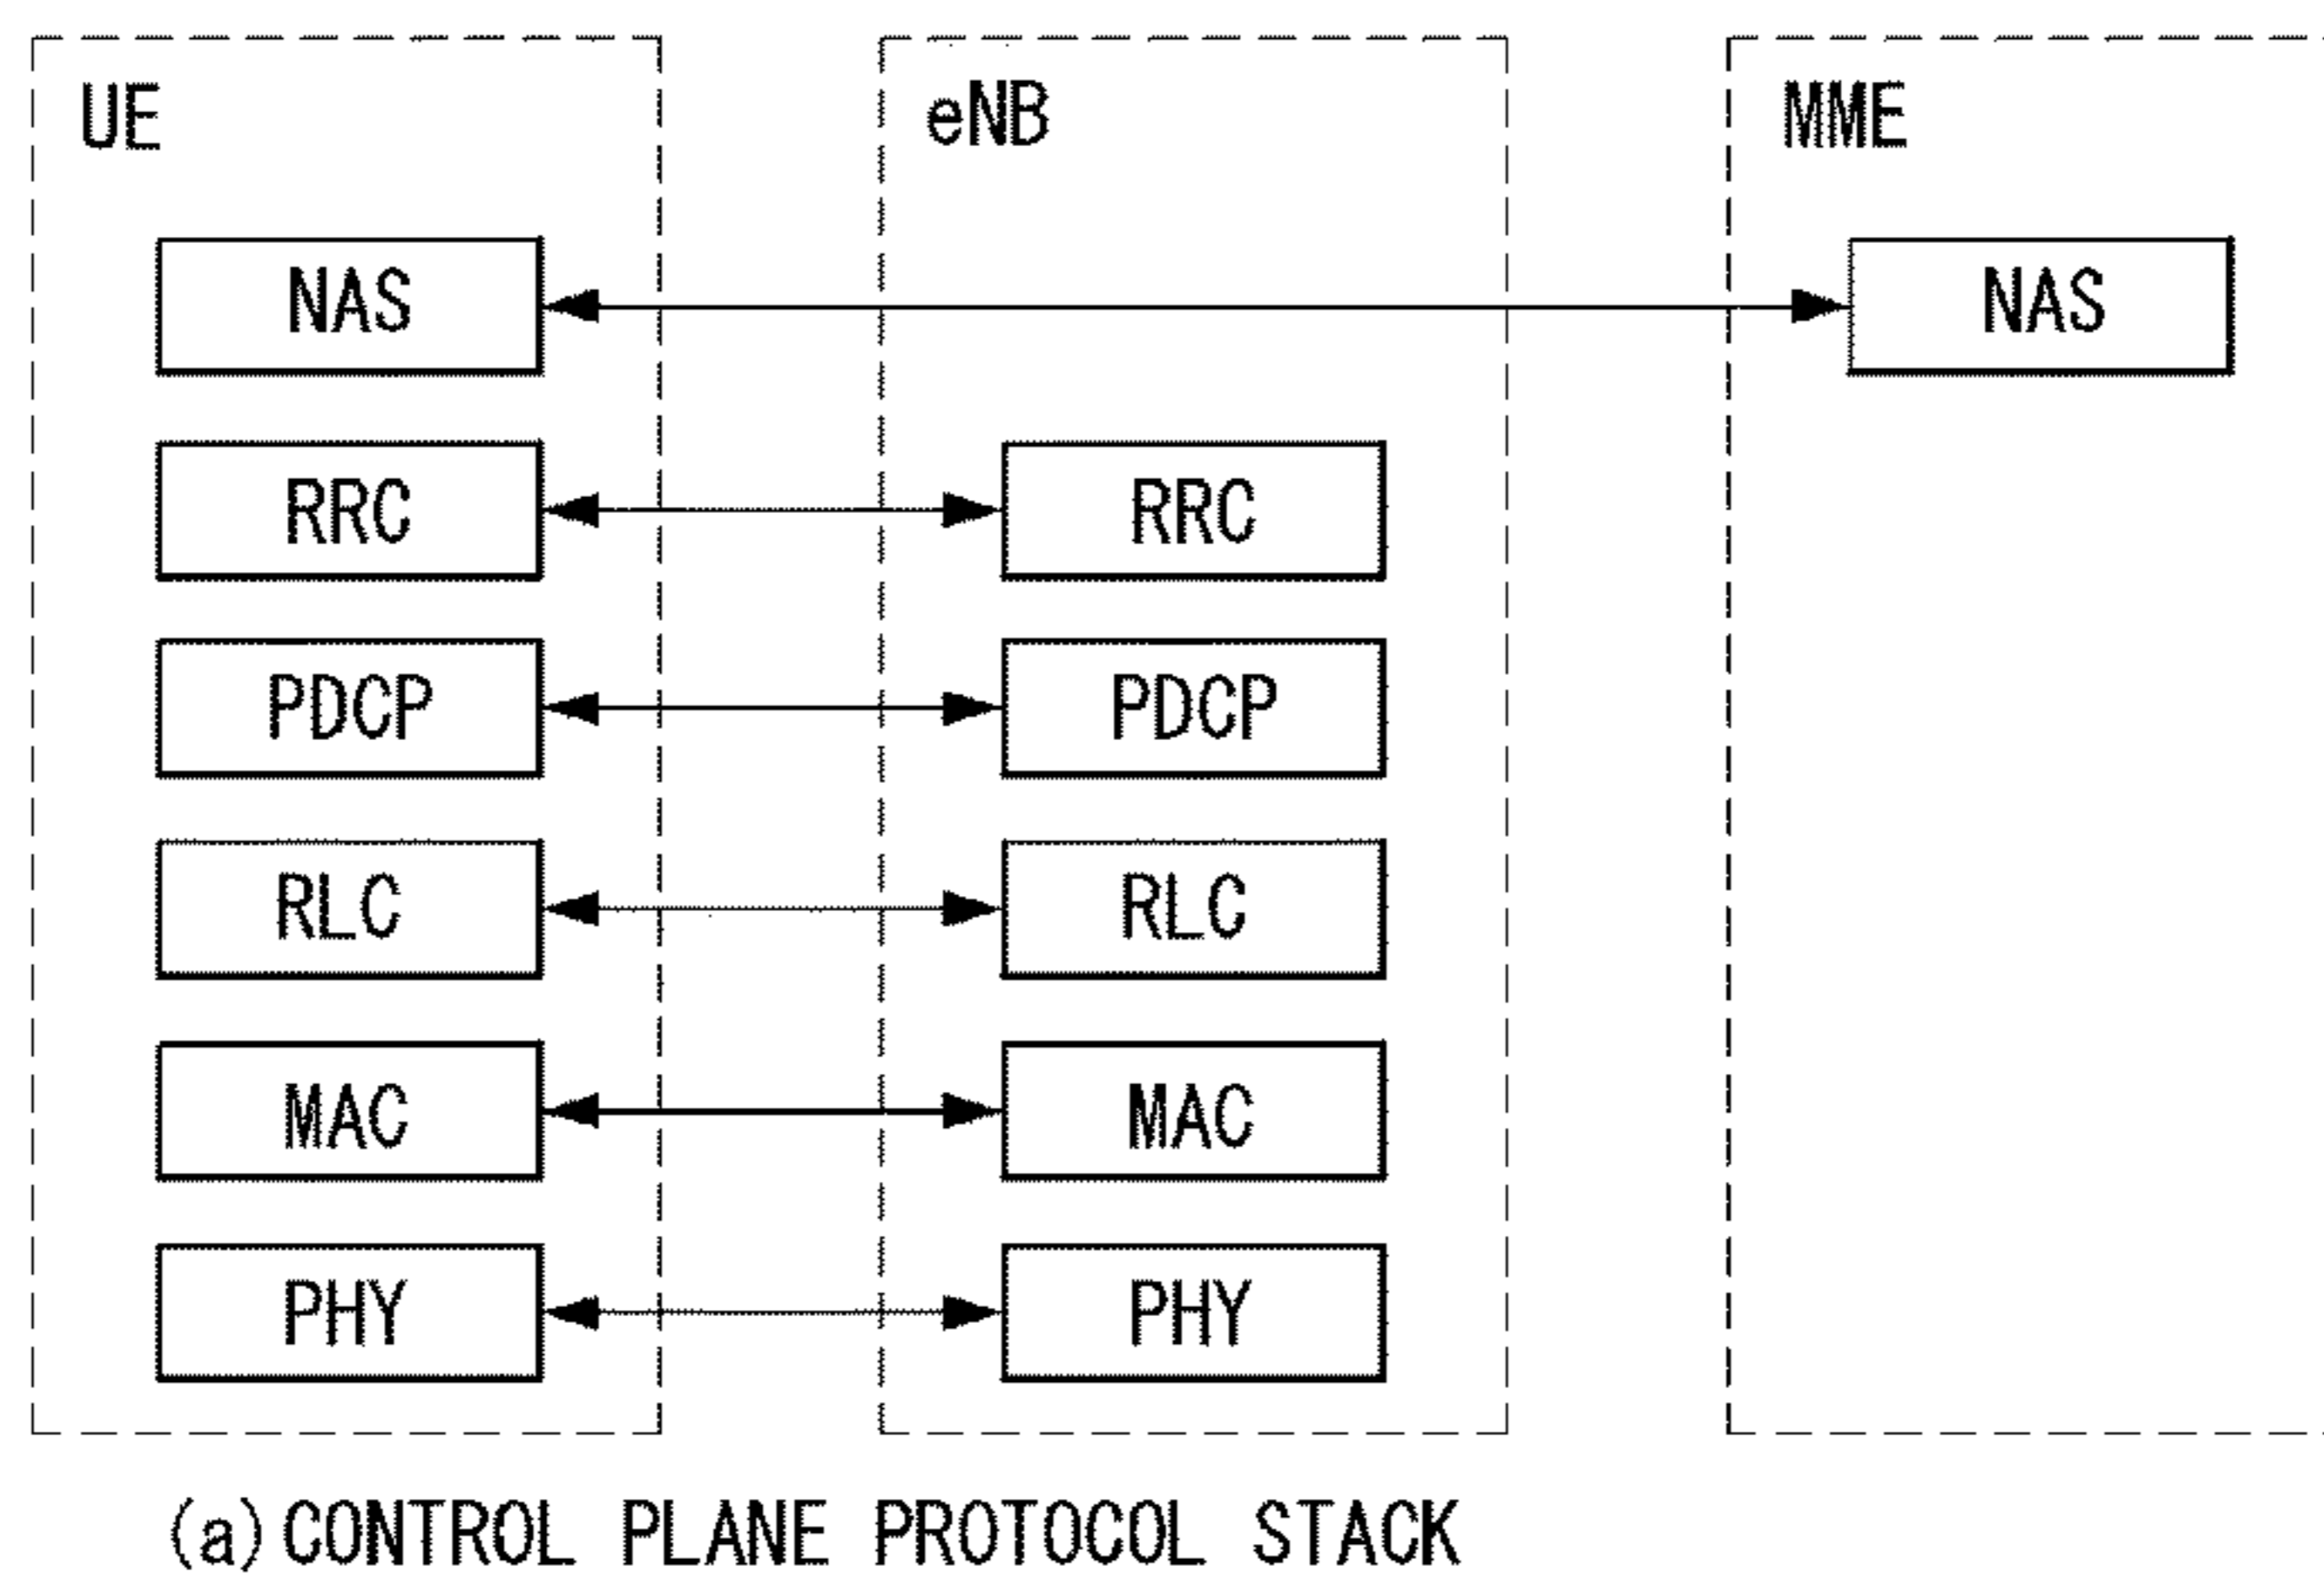 UE eNB MME
NAS NAS
RRC RRC
PDCP PDCP
RLC RLC
MAC MAC
PHY PHY
(a) CONTROL PLANE PROTOCOL STACK